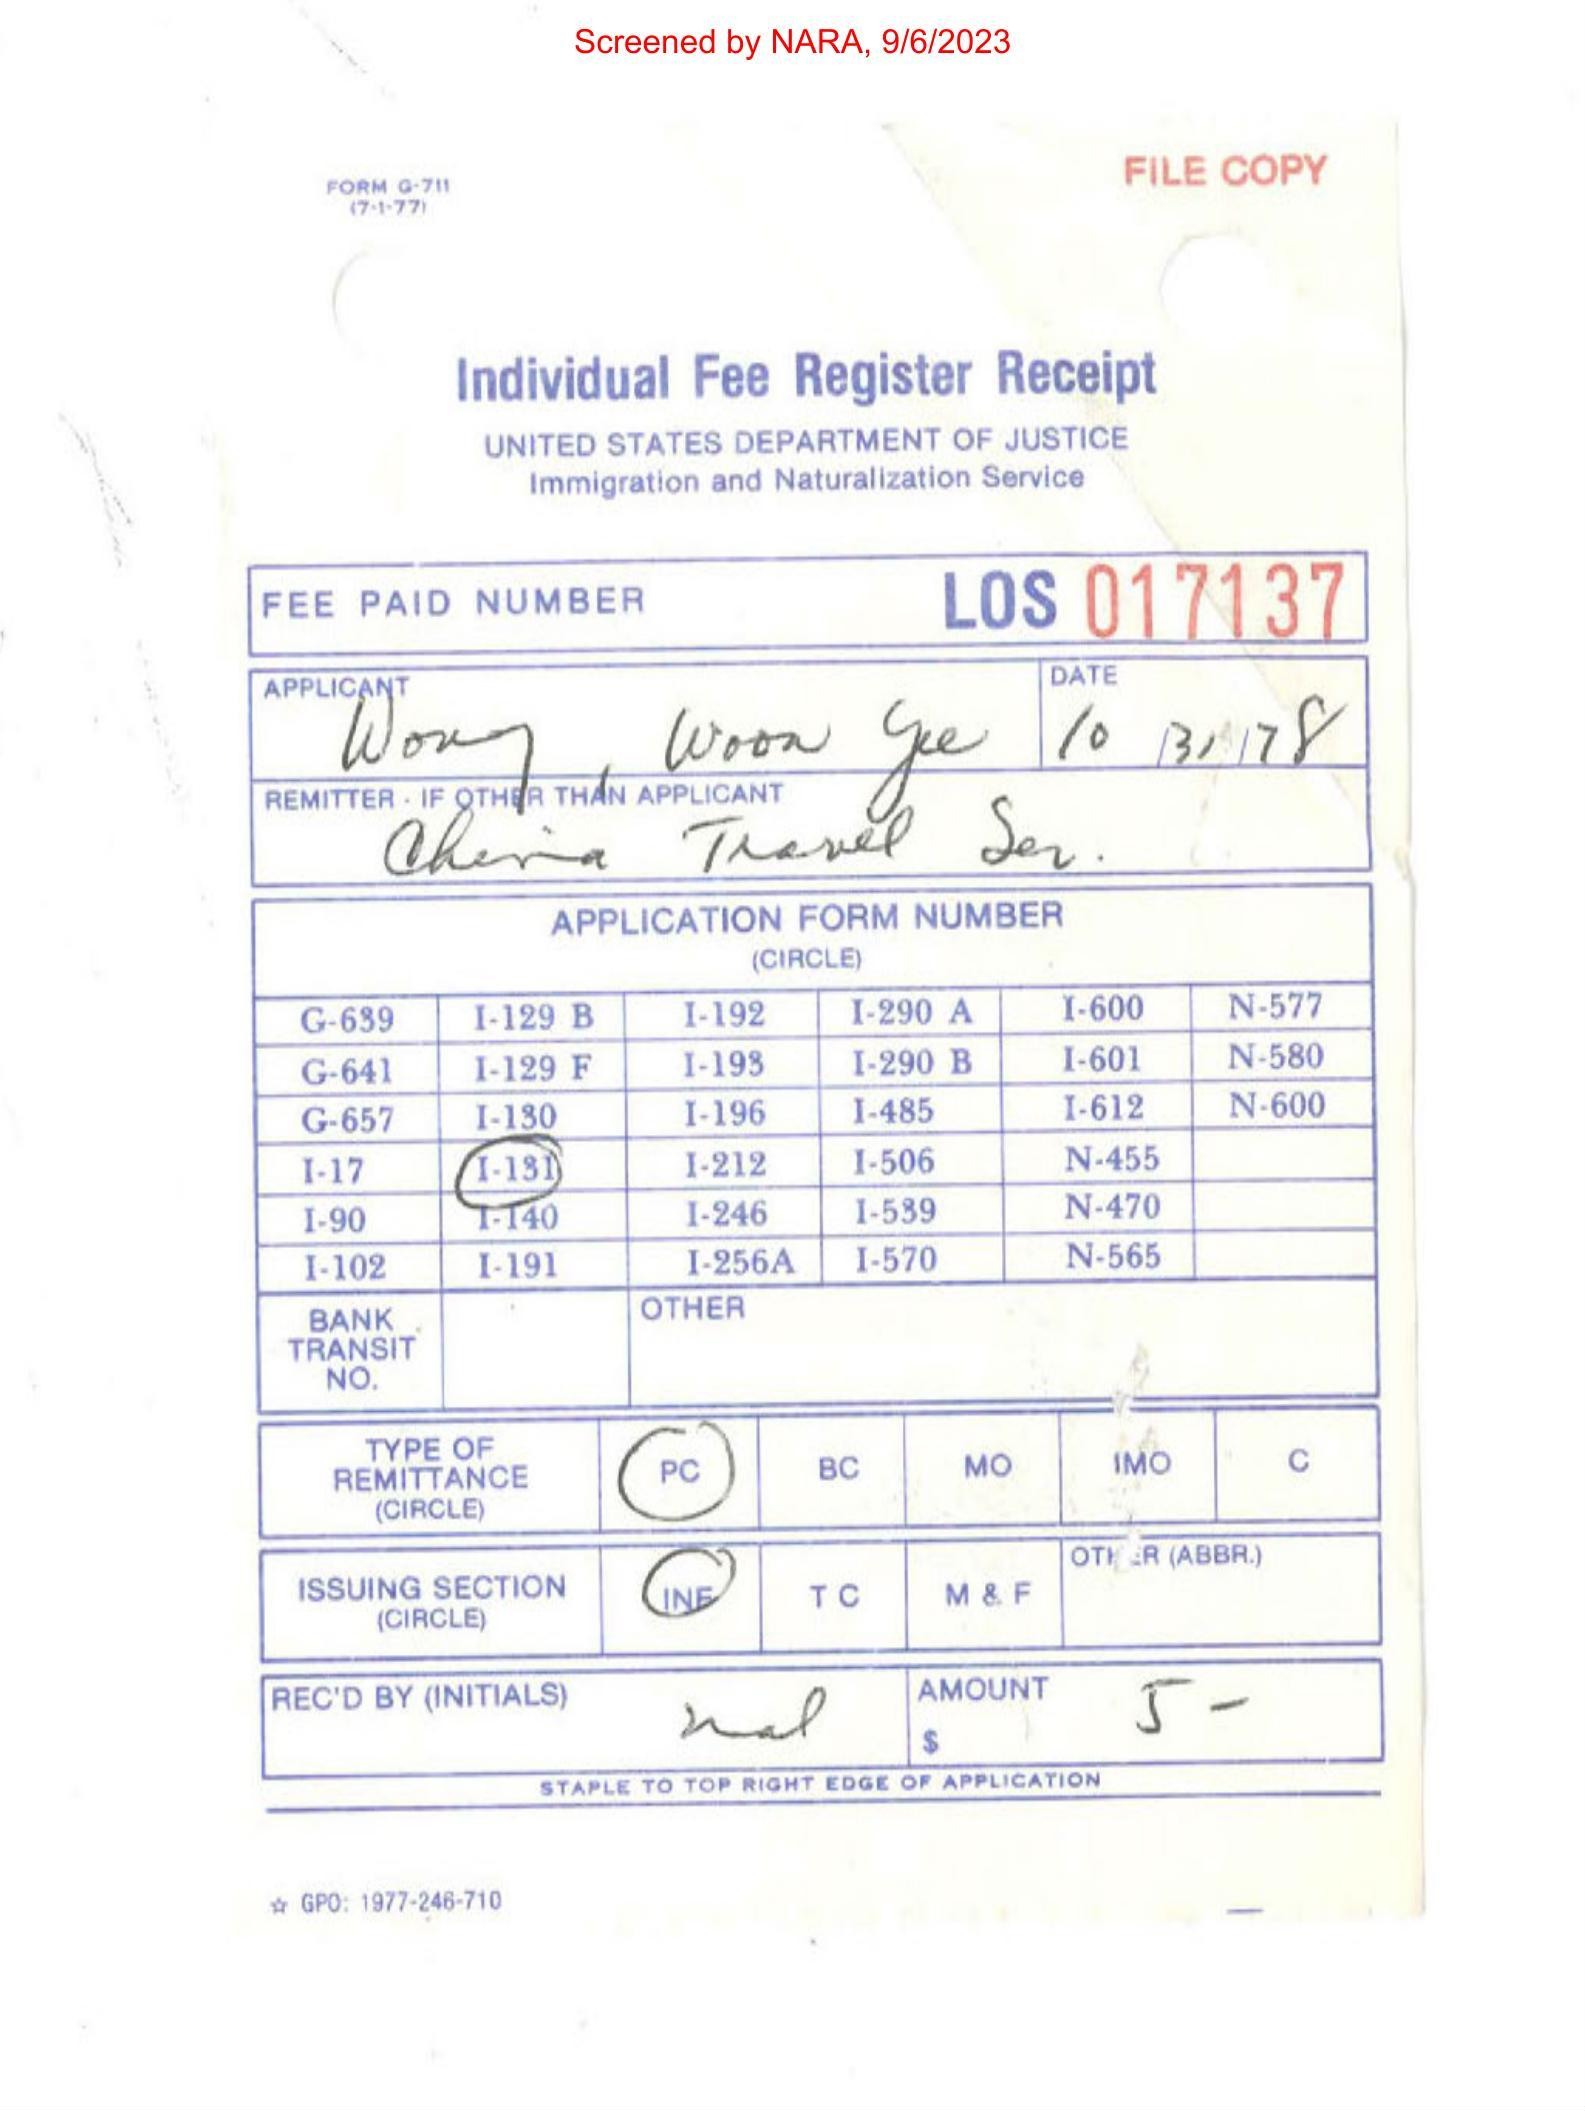 Screened by NARA, 9/6/2023
FILE COPY
FORM G-711
(7-1-77)
Individual Fee Register Receipt
UNITED STATES DEPARTMENT OF JUSTICE
Immigration and Naturalization Service
FEE PAID NUMBER LOS 017137
APPLICANT DATE
Wong, Woon Yee 10/31/78
REMITTER - IF OTHER THAN APPLICANT
China Travel Ser.
APPLICATION FORM NUMBER
(CIRCLE)
G-639 I-129 B I-192 I-290 A I-600 N-577
G-641 I-129 F I-193 I-290 B I-601 N-580
G-657 I-130 I-196 I-485 I-612 N-600
I-17 I-131 I-212 I-506 N-455
I-90 I-140 I-246 I-539 N-470
I-102 I-191 I-256A I-570 N-565
BANK TRANSIT NO. OTHER
TYPE OF REMITTANCE (CIRCLE) PC BC MO IMO C
ISSUING SECTION (CIRCLE) INF T C M & F OTHER (ABBR.)
REC'D BY (INITIALS) AMOUNT
$ 5 -
STAPLE TO TOP RIGHT EDGE OF APPLICATION
☆ GPO: 1977-246-710